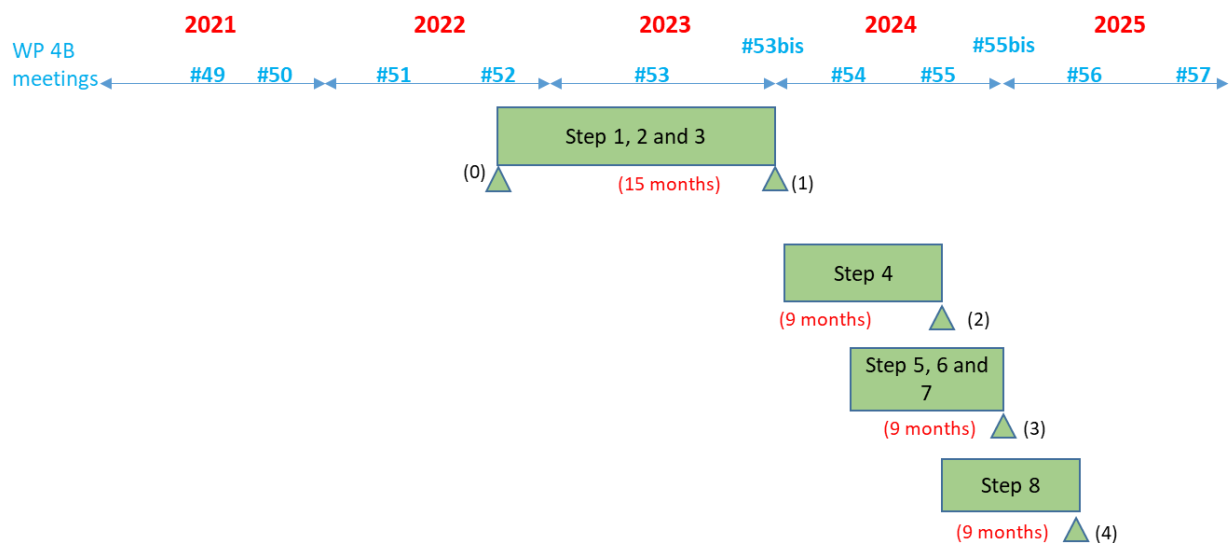 2021 2022 2023 2024 2025
WP 4B
meetings
#49 #50 #51 #52 #53 #53bis #54 #55 #55bis #56 #57
Step 1, 2 and 3
(0) (15 months) (1)
Step 4
(9 months) (2)
Step 5, 6 and
7
(9 months) (3)
Step 8
(9 months) (4)